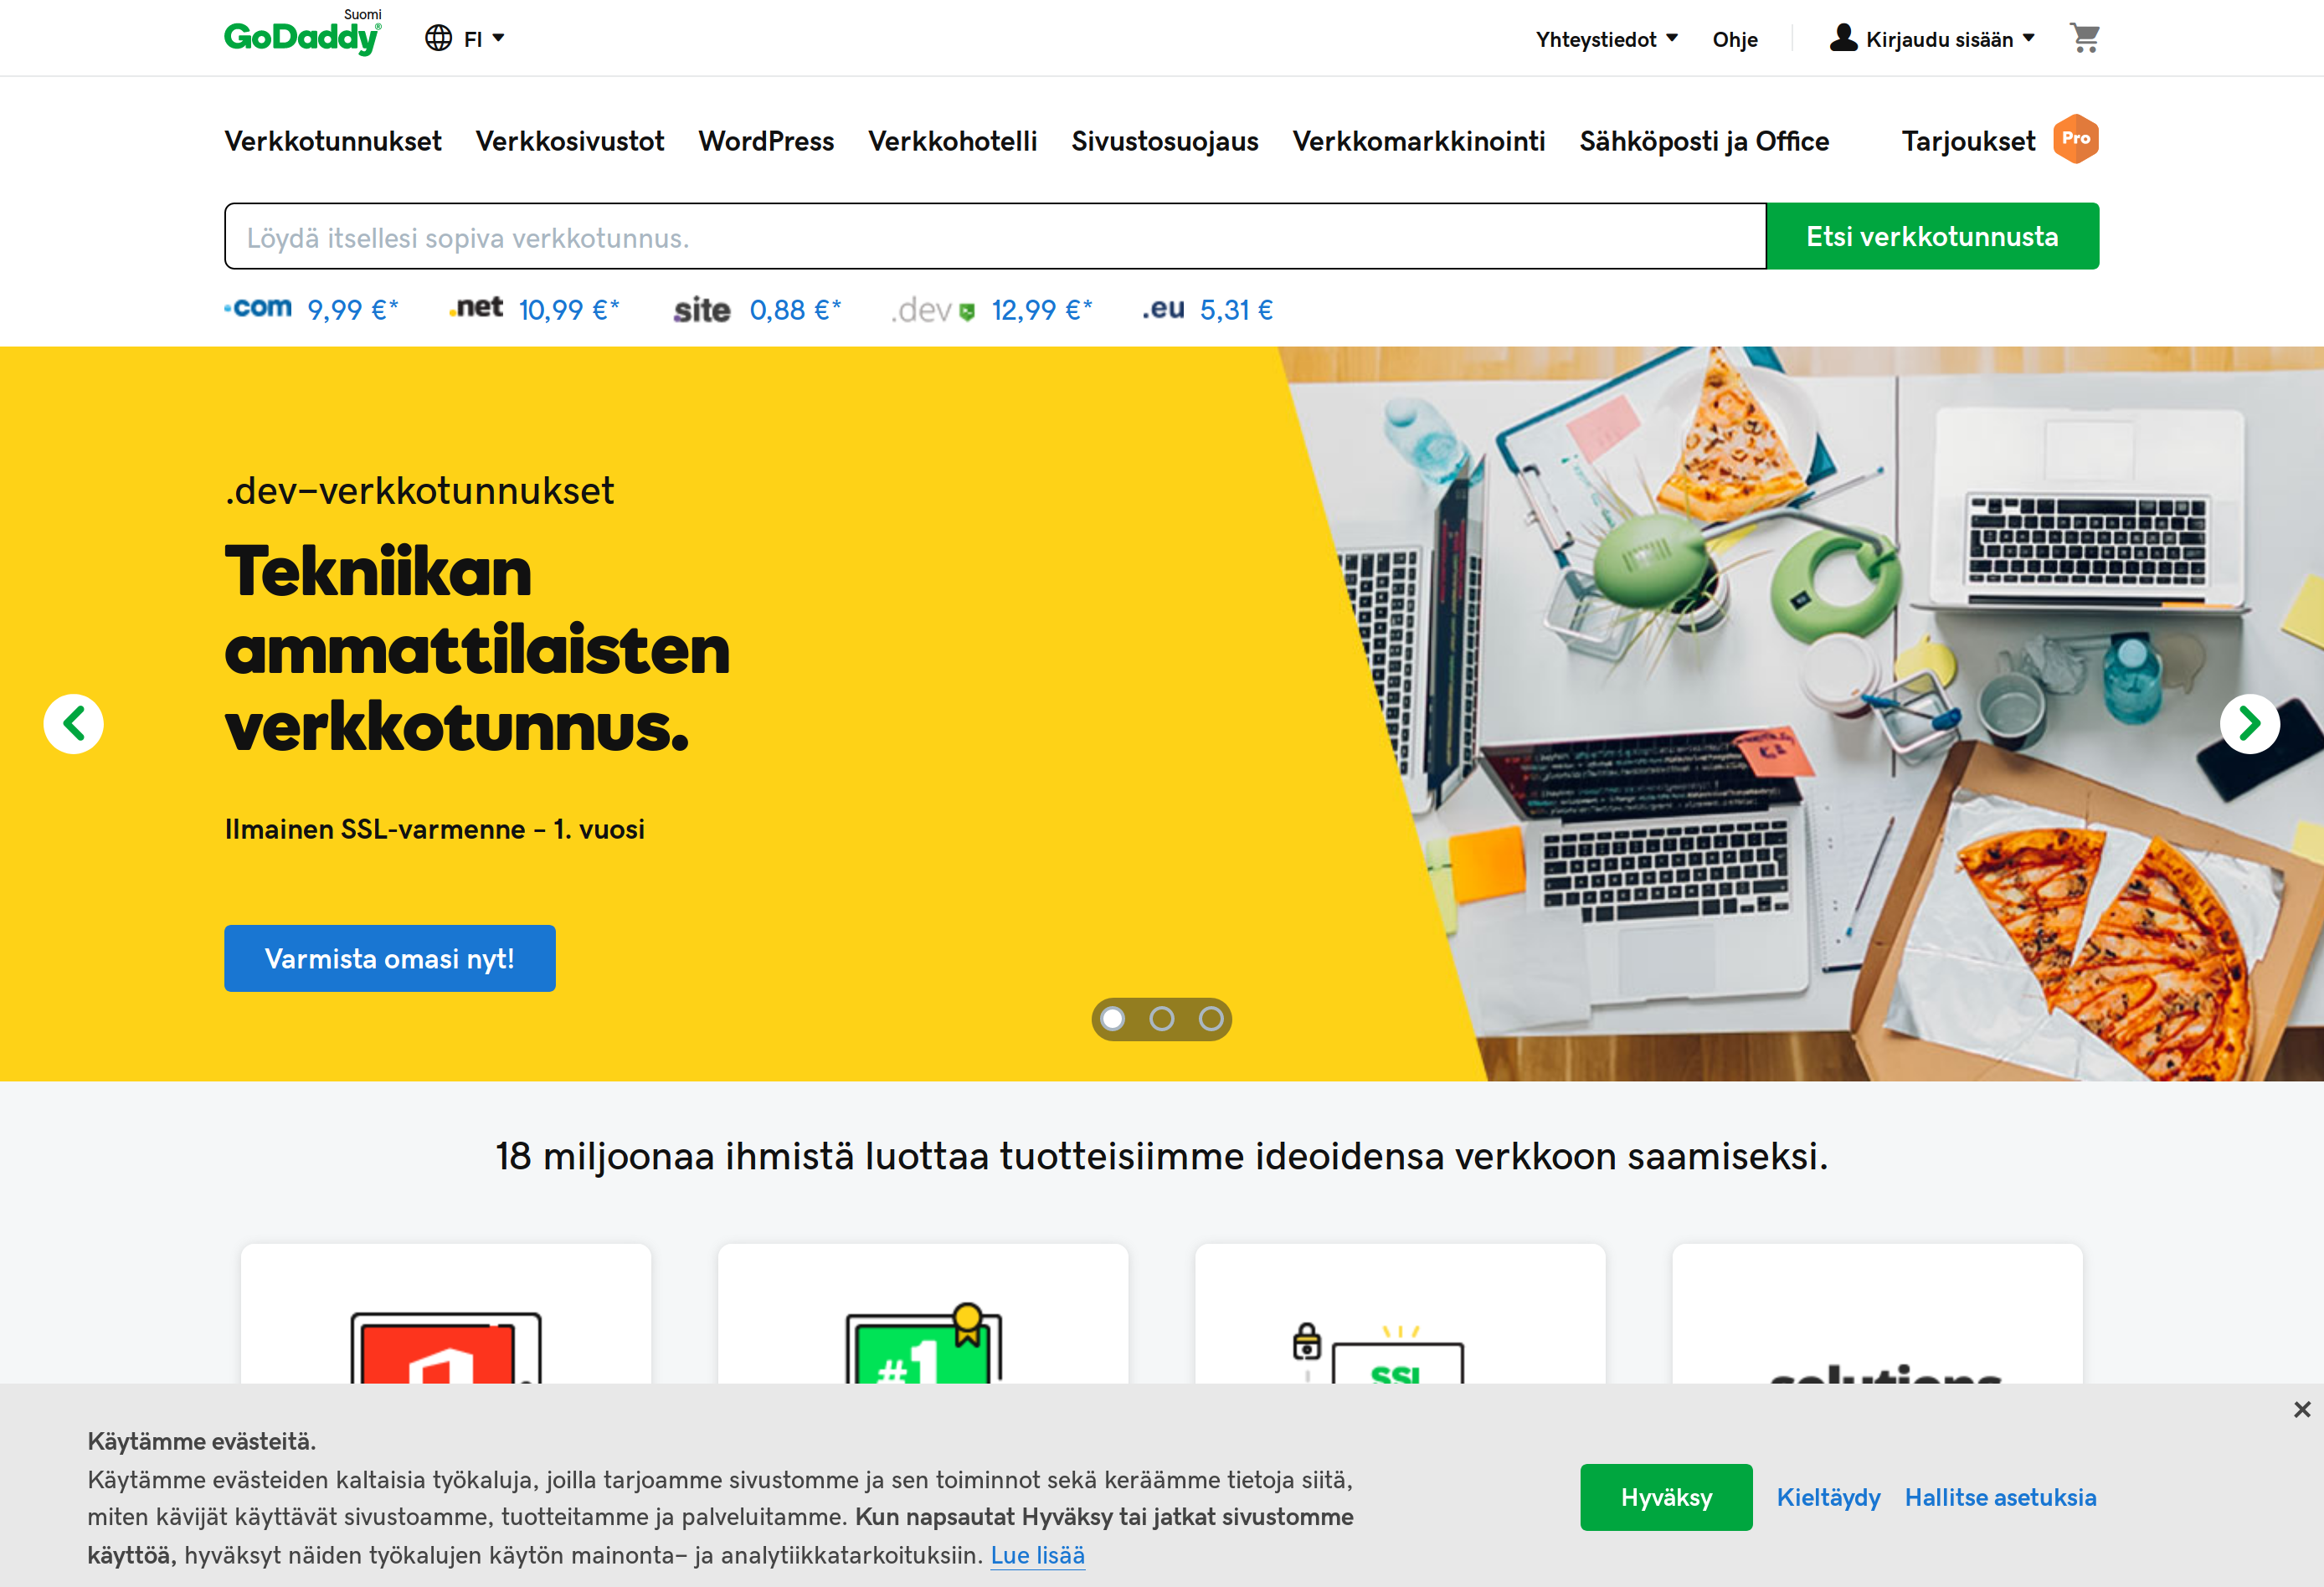 Suomi
GoDaddy®
FI
Yhteystiedot
Ohje
Kirjaudu sisään
Verkkotunnukset
Verkkosivustot
WordPress
Verkkohotelli
Sivustosuojaus
Verkkomarkkinointi
Sähköposti ja Office
Tarjoukset
Pro
Löydä itsellesi sopiva verkkotunnus.
Etsi verkkotunnusta
.com 9,99 €*
.net 10,99 €*
.site 0,88 €*
.dev 12,99 €*
.eu 5,31 €
.dev-verkkotunnukset
Tekniikan
ammattilaisten
verkkotunnus.
Ilmainen SSL-varmenne – 1. vuosi
Varmista omasi nyt!
18 miljoonaa ihmistä luottaa tuotteisiimme ideoidensa verkkoon saamiseksi.
#1
SSL
solutions
Käytämme evästeitä.
Käytämme evästeiden kaltaisia työkaluja, joilla tarjoamme sivustomme ja sen toiminnot sekä keräämme tietoja siitä,
miten kävijät käyttävät sivustoamme, tuotteitamme ja palveluitamme. Kun napsautat Hyväksy tai jatkat sivustomme
käyttöä, hyväksyt näiden työkalujen käytön mainonta- ja analytiikkatarkoituksiin. Lue lisää
Hyväksy
Kieltäydy
Hallitse asetuksia